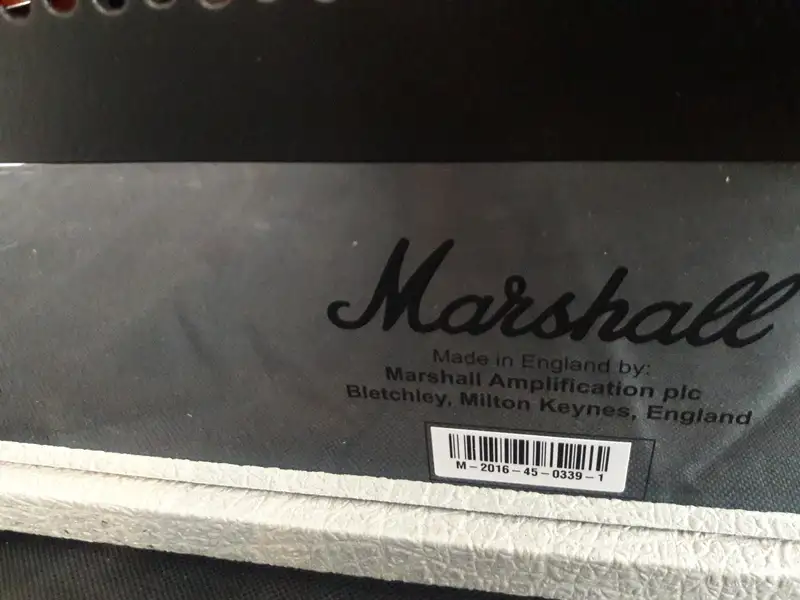 Marshall
Made in England by:
Marshall Amplification plc
Bletchley, Milton Keynes, England
M-2016-45-0339-1